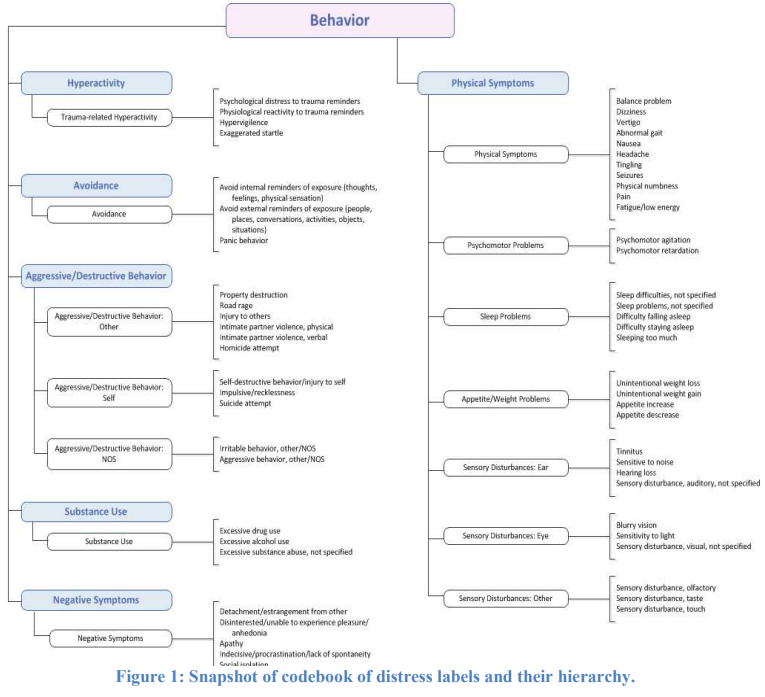 Behavior
Hyperactivity
Trauma-related Hyperactivity
Psychological distress to trauma reminders
Physiological reactivity to trauma reminders
Hypervigilence
Exaggerated startle
Avoidance
Avoidance
Avoid internal reminders of exposure (thoughts,
feelings, physical sensation)
Avoid external reminders of exposure (people,
places, conversations, activities, objects,
situations)
Panic behavior
Aggressive/Destructive Behavior
Aggressive/Destructive Behavior:
Other
Property destruction
Road rage
Injury to others
Intimate partner violence, physical
Intimate partner violence, verbal
Homicide attempt
Aggressive/Destructive Behavior:
Self
Self-destructive behavior/injury to self
Impulsive/recklessness
Suicide attempt
Aggressive/Destructive Behavior:
NOS
Irritable behavior, other/NOS
Aggressive behavior, other/NOS
Substance Use
Substance Use
Excessive drug use
Excessive alcohol use
Excessive substance abuse, not specified
Negative Symptoms
Negative Symptoms
Detachment/estrangement from other
Disinterested/unable to experience pleasure/
anhedonia
Apathy
Indecisive/procrastination/lack of spontaneity
Social isolation
Physical Symptoms
Physical Symptoms
Balance problem
Dizziness
Vertigo
Abnormal gait
Nausea
Headache
Tingling
Seizures
Physical numbness
Pain
Fatigue/low energy
Psychomotor Problems
Psychomotor agitation
Psychomotor retardation
Sleep Problems
Sleep difficulties, not specified
Sleep problems, not specified
Difficulty falling asleep
Difficulty staying asleep
Sleeping too much
Appetite/Weight Problems
Unintentional weight loss
Unintentional weight gain
Appetite increase
Appetite descrease
Sensory Disturbances: Ear
Tinnitus
Sensitive to noise
Hearing loss
Sensory disturbance, auditory, not specified
Sensory Disturbances: Eye
Blurry vision
Sensitivity to light
Sensory disturbance, visual, not specified
Sensory Disturbances: Other
Sensory disturbance, olfactory
Sensory disturbance, taste
Sensory disturbance, touch
Figure 1: Snapshot of codebook of distress labels and their hierarchy.